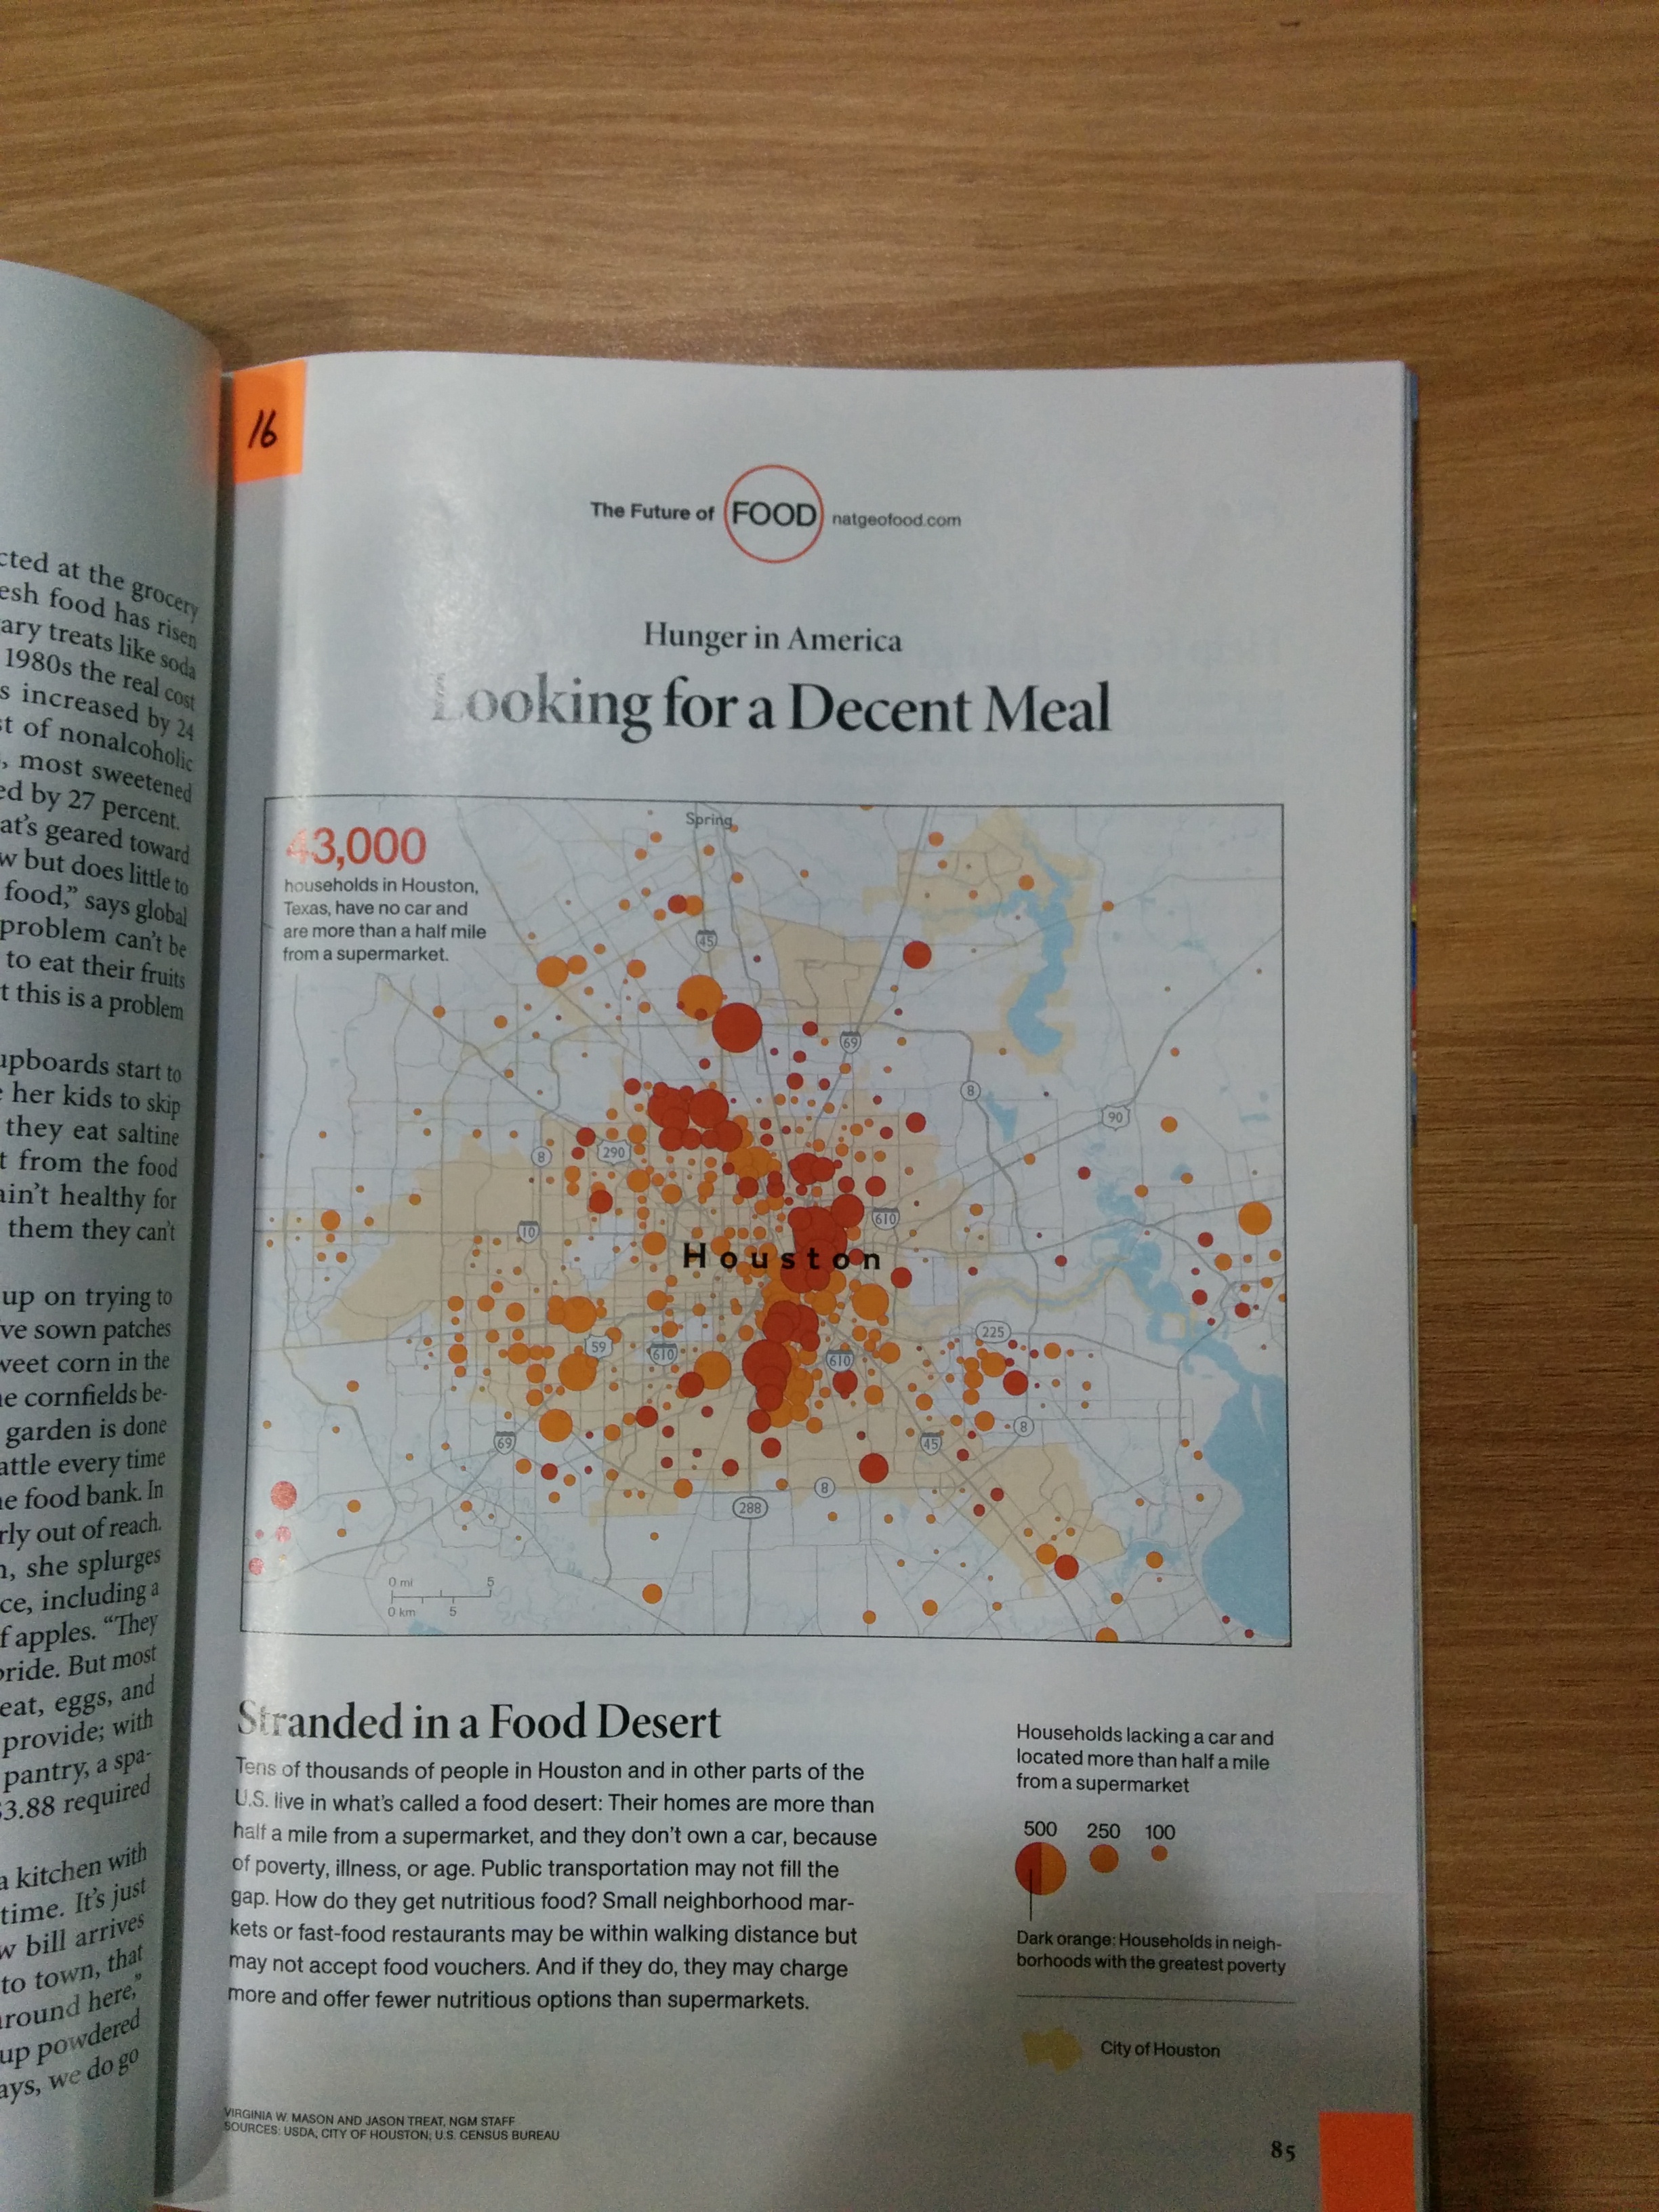 cted at the grocery
esh food has risen
ary treats like soda
1980s the real cost
s increased by 24
st of nonalcoholic
, most sweetened
ed by 27 percent.
at's geared toward
w but does little to
food," says global
problem can't be
to eat their fruits
t this is a problem
upboards start to
e her kids to skip
they eat saltine
t from the food
ain't healthy for
them they can't
up on trying to
ve sown patches
weet corn in the
e cornfields be-
garden is done
attle every time
e food bank. In
rly out of reach.
n, she splurges
ce, including a
f apples. "They
pride. But most
eat, eggs, and
provide; with
pantry, a spa-
$3.88 required
a kitchen with
time. It's just
w bill arrives
to town, that
around here,"
up powdered
ays, we do go
16
The Future of FOOD natgeofood.com
Hunger in America
Looking for a Decent Meal
43,000
households in Houston,
Texas, have no car and
are more than a half mile
from a supermarket.
Spring
45
69
8
90
8
290
610
10
Houston
225
59
610
610
69
45
8
8
288
0 mi 5
0 km 5
Stranded in a Food Desert
Tens of thousands of people in Houston and in other parts of the
U.S. live in what's called a food desert: Their homes are more than
half a mile from a supermarket, and they don't own a car, because
of poverty, illness, or age. Public transportation may not fill the
gap. How do they get nutritious food? Small neighborhood mar-
kets or fast-food restaurants may be within walking distance but
may not accept food vouchers. And if they do, they may charge
more and offer fewer nutritious options than supermarkets.
Households lacking a car and
located more than half a mile
from a supermarket
500 250 100
Dark orange: Households in neigh-
borhoods with the greatest poverty
City of Houston
VIRGINIA W. MASON AND JASON TREAT, NGM STAFF
SOURCES: USDA; CITY OF HOUSTON; U.S. CENSUS BUREAU
85